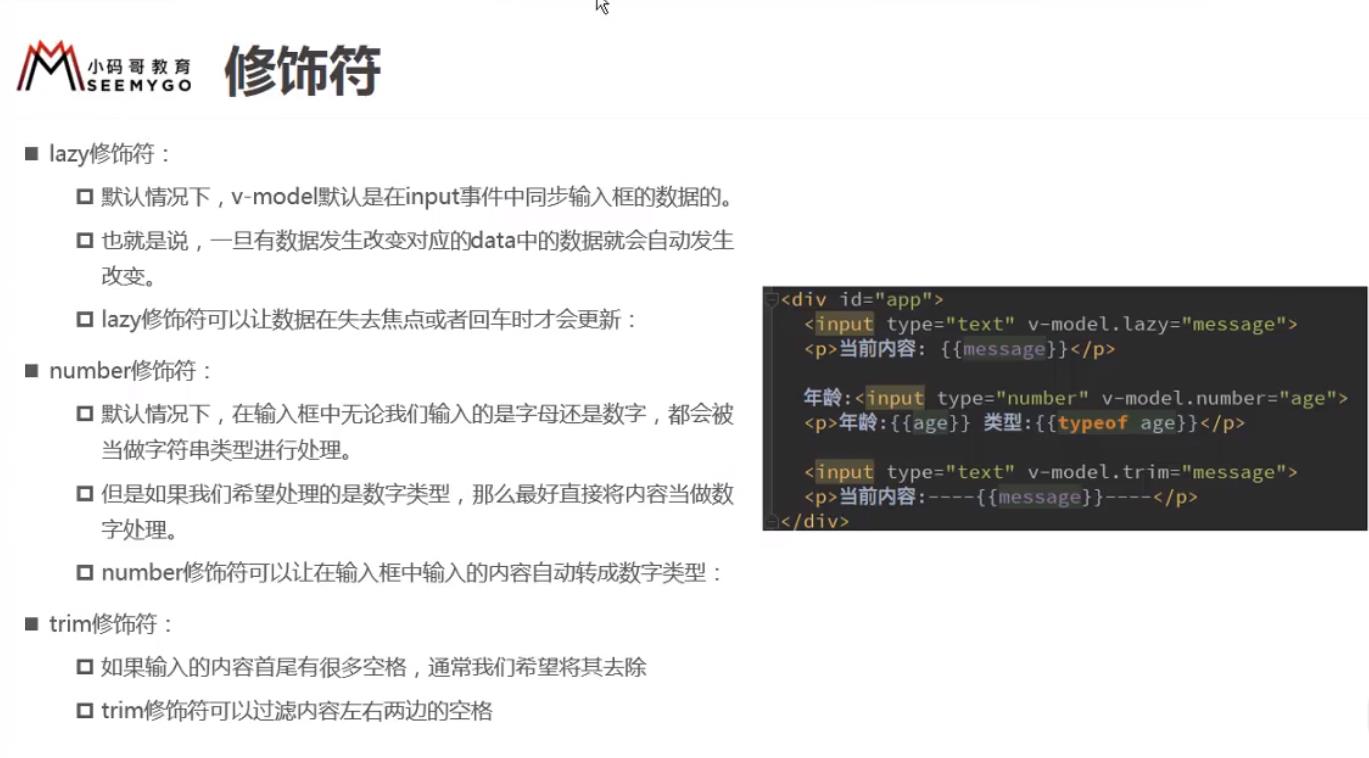 小码哥教育
SEEMYGO
修饰符
lazy修饰符：
默认情况下，v-model默认是在input事件中同步输入框的数据的。
也就是说，一旦有数据发生改变对应的data中的数据就会自动发生
改变。
lazy修饰符可以让数据在失去焦点或者回车时才会更新：
number修饰符：
默认情况下，在输入框中无论我们输入的是字母还是数字，都会被
当做字符串类型进行处理。
但是如果我们希望处理的是数字类型，那么最好直接将内容当做数
字处理。
number修饰符可以让在输入框中输入的内容自动转成数字类型：
trim修饰符：
如果输入的内容首尾有很多空格，通常我们希望将其去除
trim修饰符可以过滤内容左右两边的空格
<div id="app">
<input type="text" v-model.lazy="message">
<p>当前内容: {{message}}</p>
年龄:<input type="number" v-model.number="age">
<p>年龄:{{age}} 类型:{{typeof age}}</p>
<input type="text" v-model.trim="message">
<p>当前内容:----{{message}}----</p>
</div>